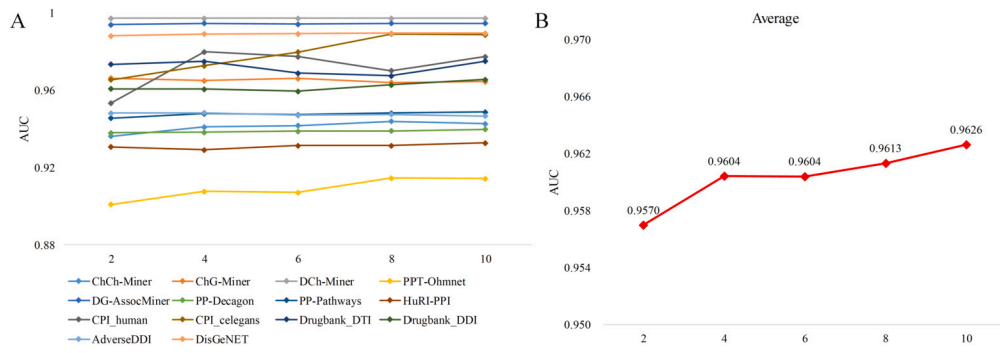 A
1
0.96
0.92
0.88
AUC
2 4 6 8 10
ChCh-Miner ChG-Miner DCh-Miner PPT-Ohmnet
DG-AssocMiner PP-Decagon PP-Pathways HuRI-PPI
CPI_human CPI_celegans Drugbank_DTI Drugbank_DDI
AdverseDDI DisGeNET
B
Average
0.970
0.966
0.962
0.958
0.954
0.950
AUC
0.9570
0.9604
0.9604
0.9613
0.9626
2 4 6 8 10